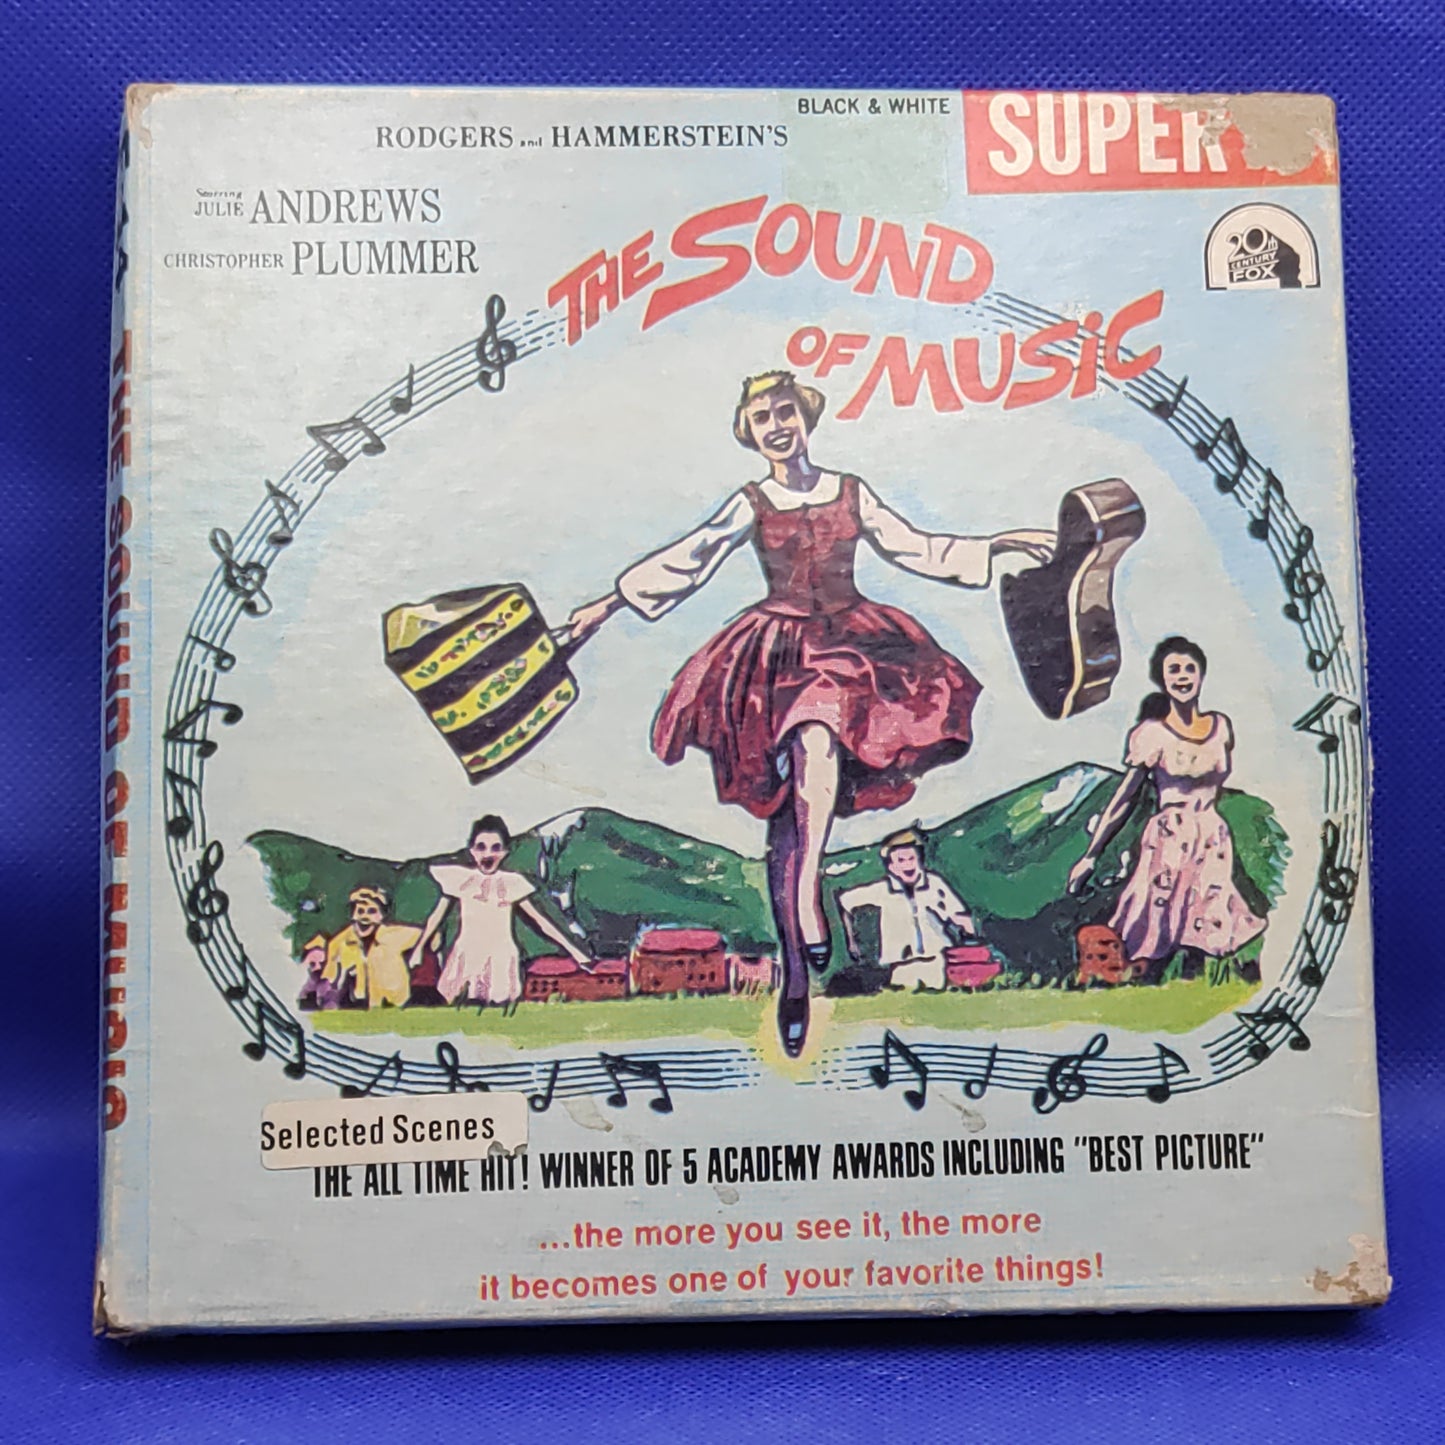 BLACK & WHITE
SUPER
RODGERS and HAMMERSTEIN'S
Starring
JULIE ANDREWS
CHRISTOPHER PLUMMER
THE SOUND
OF MUSIC
20th
CENTURY
FOX
THE SOUND OF MUSIC
Selected Scenes
THE ALL TIME HIT! WINNER OF 5 ACADEMY AWARDS INCLUDING "BEST PICTURE"
...the more you see it, the more
it becomes one of your favorite things!